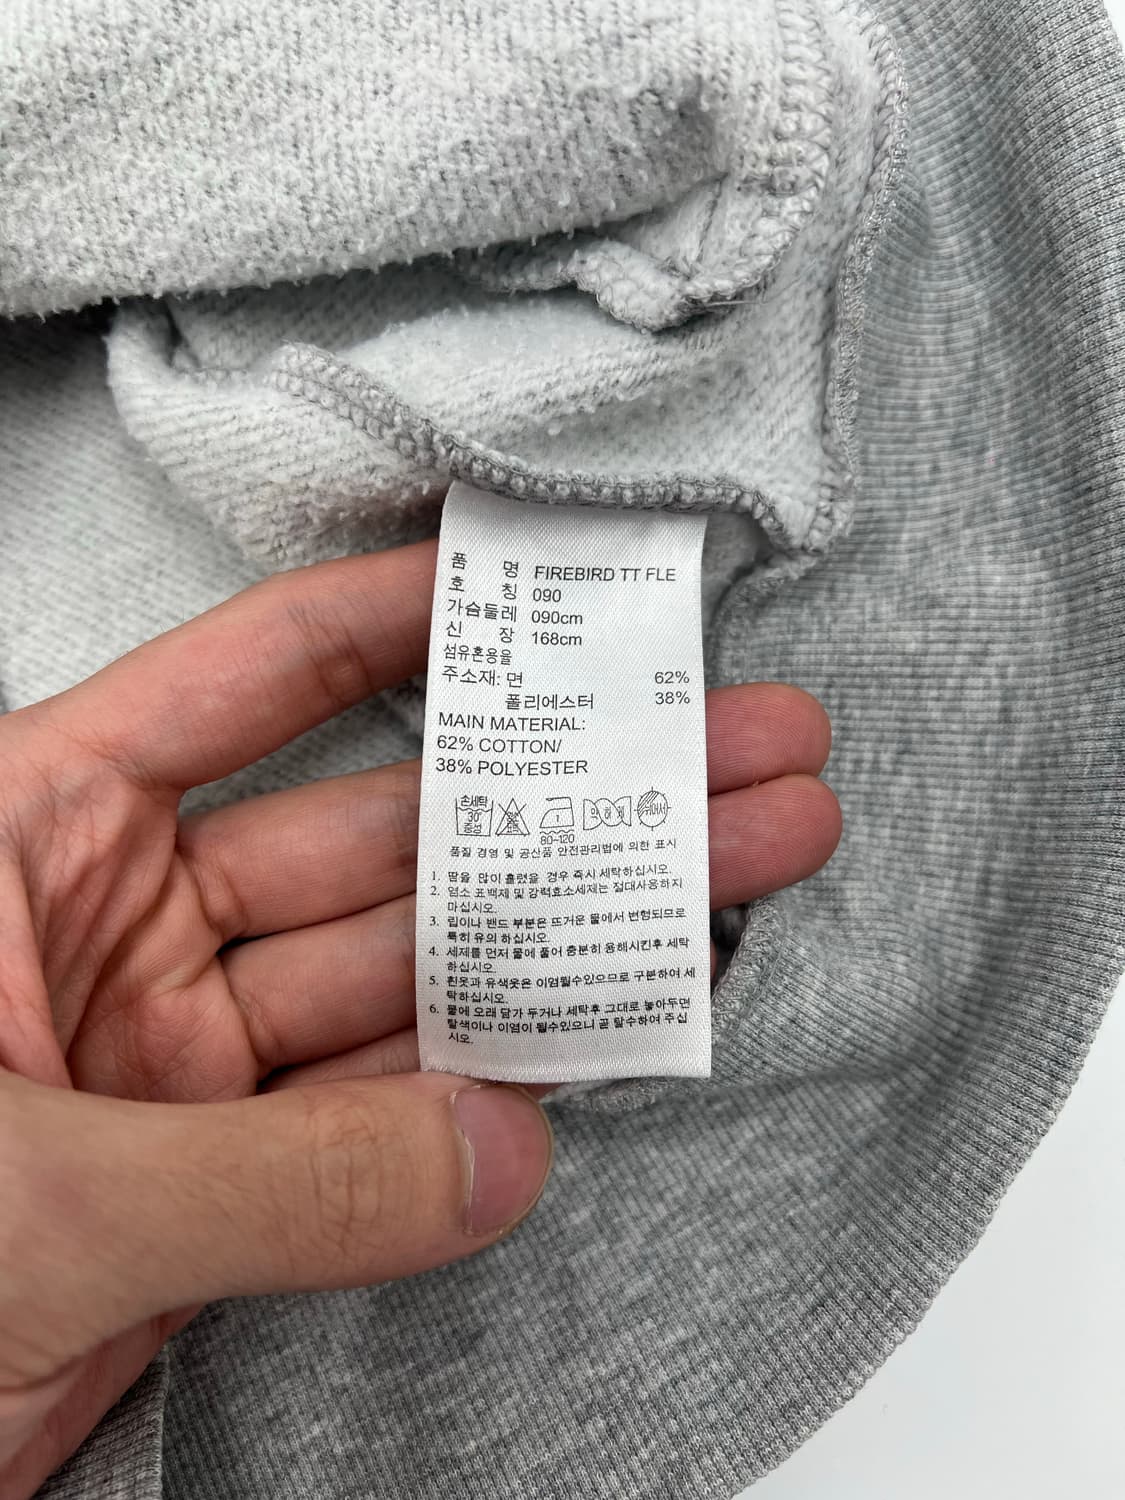 품 명 FIREBIRD TT FLE
호 칭 090
가슴둘레 090cm
신 장 168cm
섬유혼용율
주소재: 면 62%
폴리에스터 38%
MAIN MATERIAL:
62% COTTON/
38% POLYESTER
손세탁
30°
중성
80~120
품질 경영 및 공산품 안전관리법에 의한 표시
1. 땀을 많이 흘렸을 경우 즉시 세탁하십시오.
2. 염소 표백제 및 강력효소세제는 절대사용하지
마십시오.
3. 립이나 밴드 부분은 뜨거운 물에서 변형되므로
특히 유의 하십시오.
4. 세제를 먼저 물에 풀어 충분히 용해시킨후 세탁
하십시오.
5. 흰옷과 유색옷은 이염될수있으므로 구분하여 세
탁하십시오.
6. 물에 오래 담가 두거나 세탁후 그대로 놓아두면
탈색이나 이염이 될수있으니 곧 탈수하여 주십
시오.